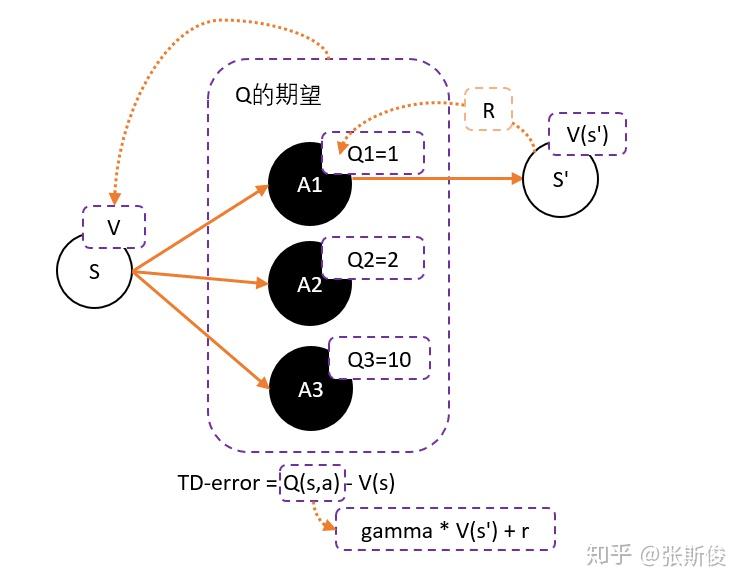 Q的期望
R
V(s')
Q1=1
A1
S'
V
S
Q2=2
A2
Q3=10
A3
TD-error = Q(s,a) - V(s)
gamma * V(s') + r
知乎 @张斯俊